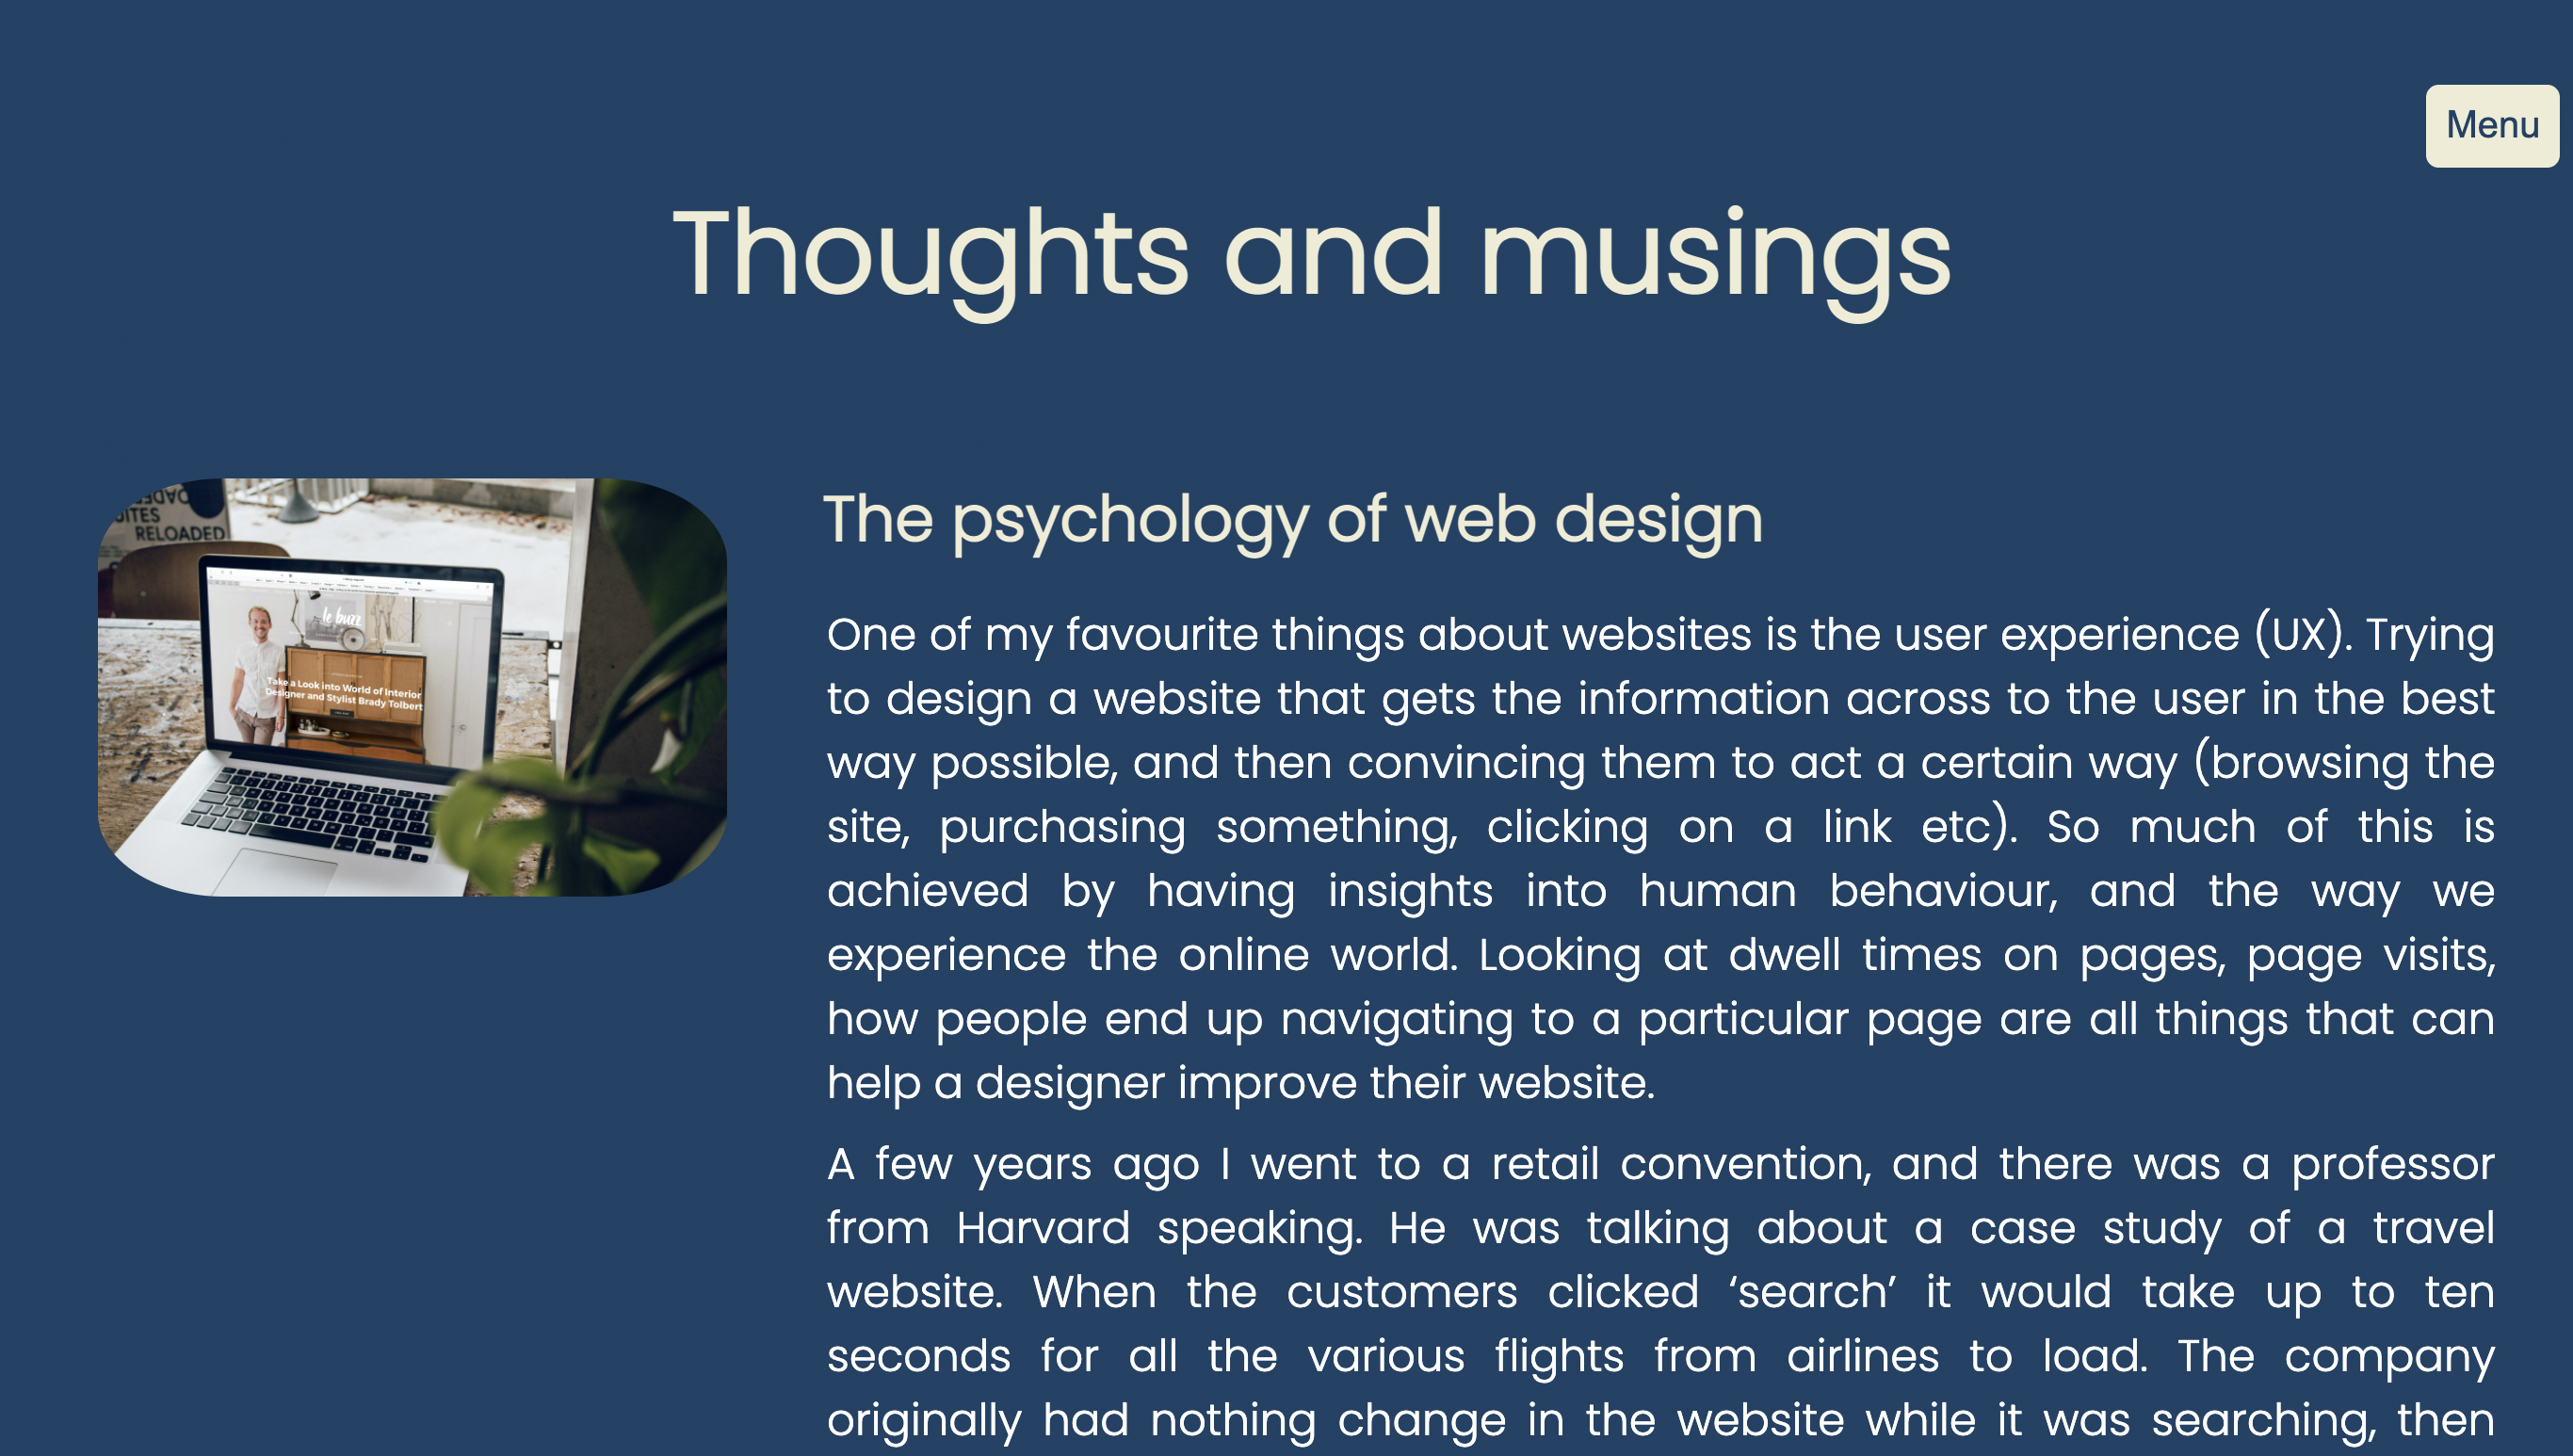 Menu
Thoughts and musings
SITES
RELOADED
le buzz
Take a Look into World of Interior
Designer and Stylist Brady Tolbert
The psychology of web design
One of my favourite things about websites is the user experience (UX). Trying
to design a website that gets the information across to the user in the best
way possible, and then convincing them to act a certain way (browsing the
site, purchasing something, clicking on a link etc). So much of this is
achieved by having insights into human behaviour, and the way we
experience the online world. Looking at dwell times on pages, page visits,
how people end up navigating to a particular page are all things that can
help a designer improve their website.
A few years ago I went to a retail convention, and there was a professor
from Harvard speaking. He was talking about a case study of a travel
website. When the customers clicked ‘search’ it would take up to ten
seconds for all the various flights from airlines to load. The company
originally had nothing change in the website while it was searching, then